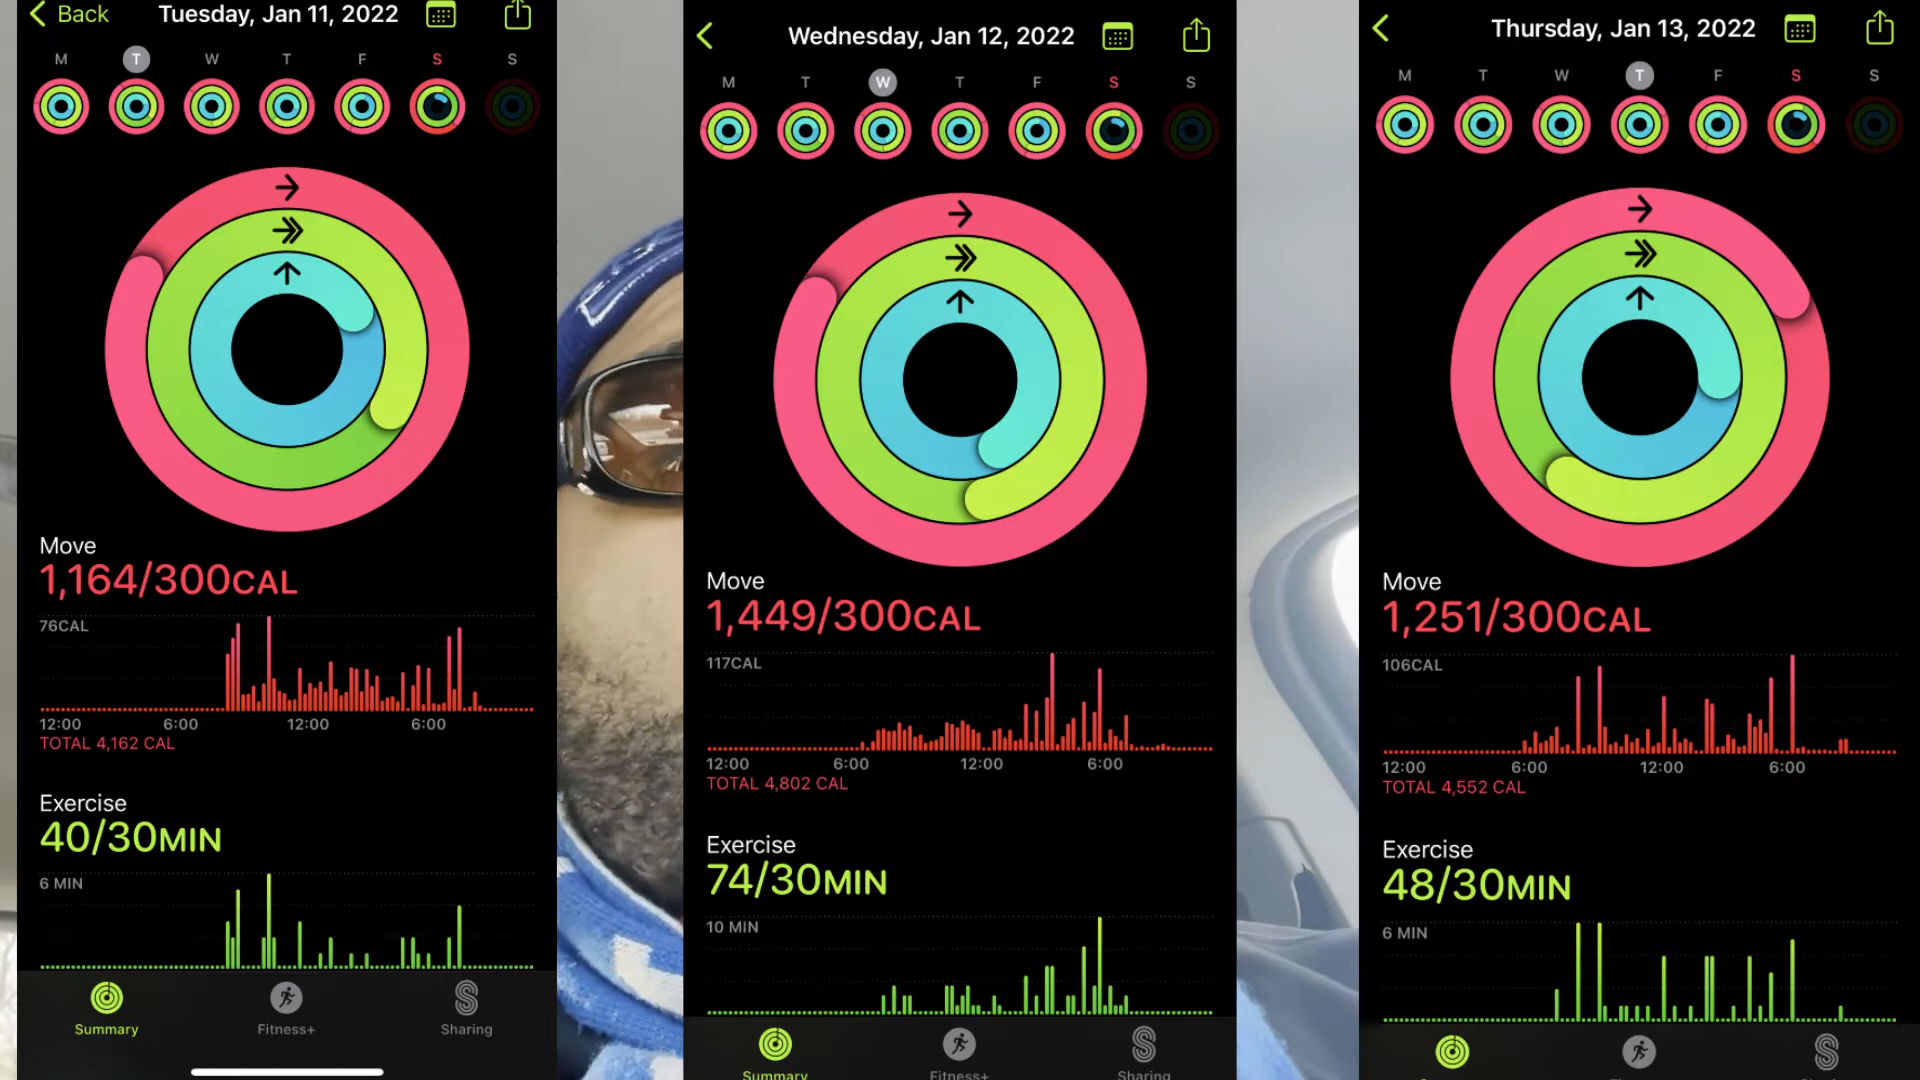 Back
Tuesday, Jan 11, 2022
M T W T F S S
Move
1,164/300CAL
76CAL
12:00 6:00 12:00 6:00
TOTAL 4,162 CAL
Exercise
40/30MIN
6 MIN
Summary Fitness+ Sharing
Wednesday, Jan 12, 2022
M T W T F S S
Move
1,449/300CAL
117CAL
12:00 6:00 12:00 6:00
TOTAL 4,802 CAL
Exercise
74/30MIN
10 MIN
Summary Fitness+ Sharing
Thursday, Jan 13, 2022
M T W T F S S
Move
1,251/300CAL
106CAL
12:00 6:00 12:00 6:00
TOTAL 4,552 CAL
Exercise
48/30MIN
6 MIN